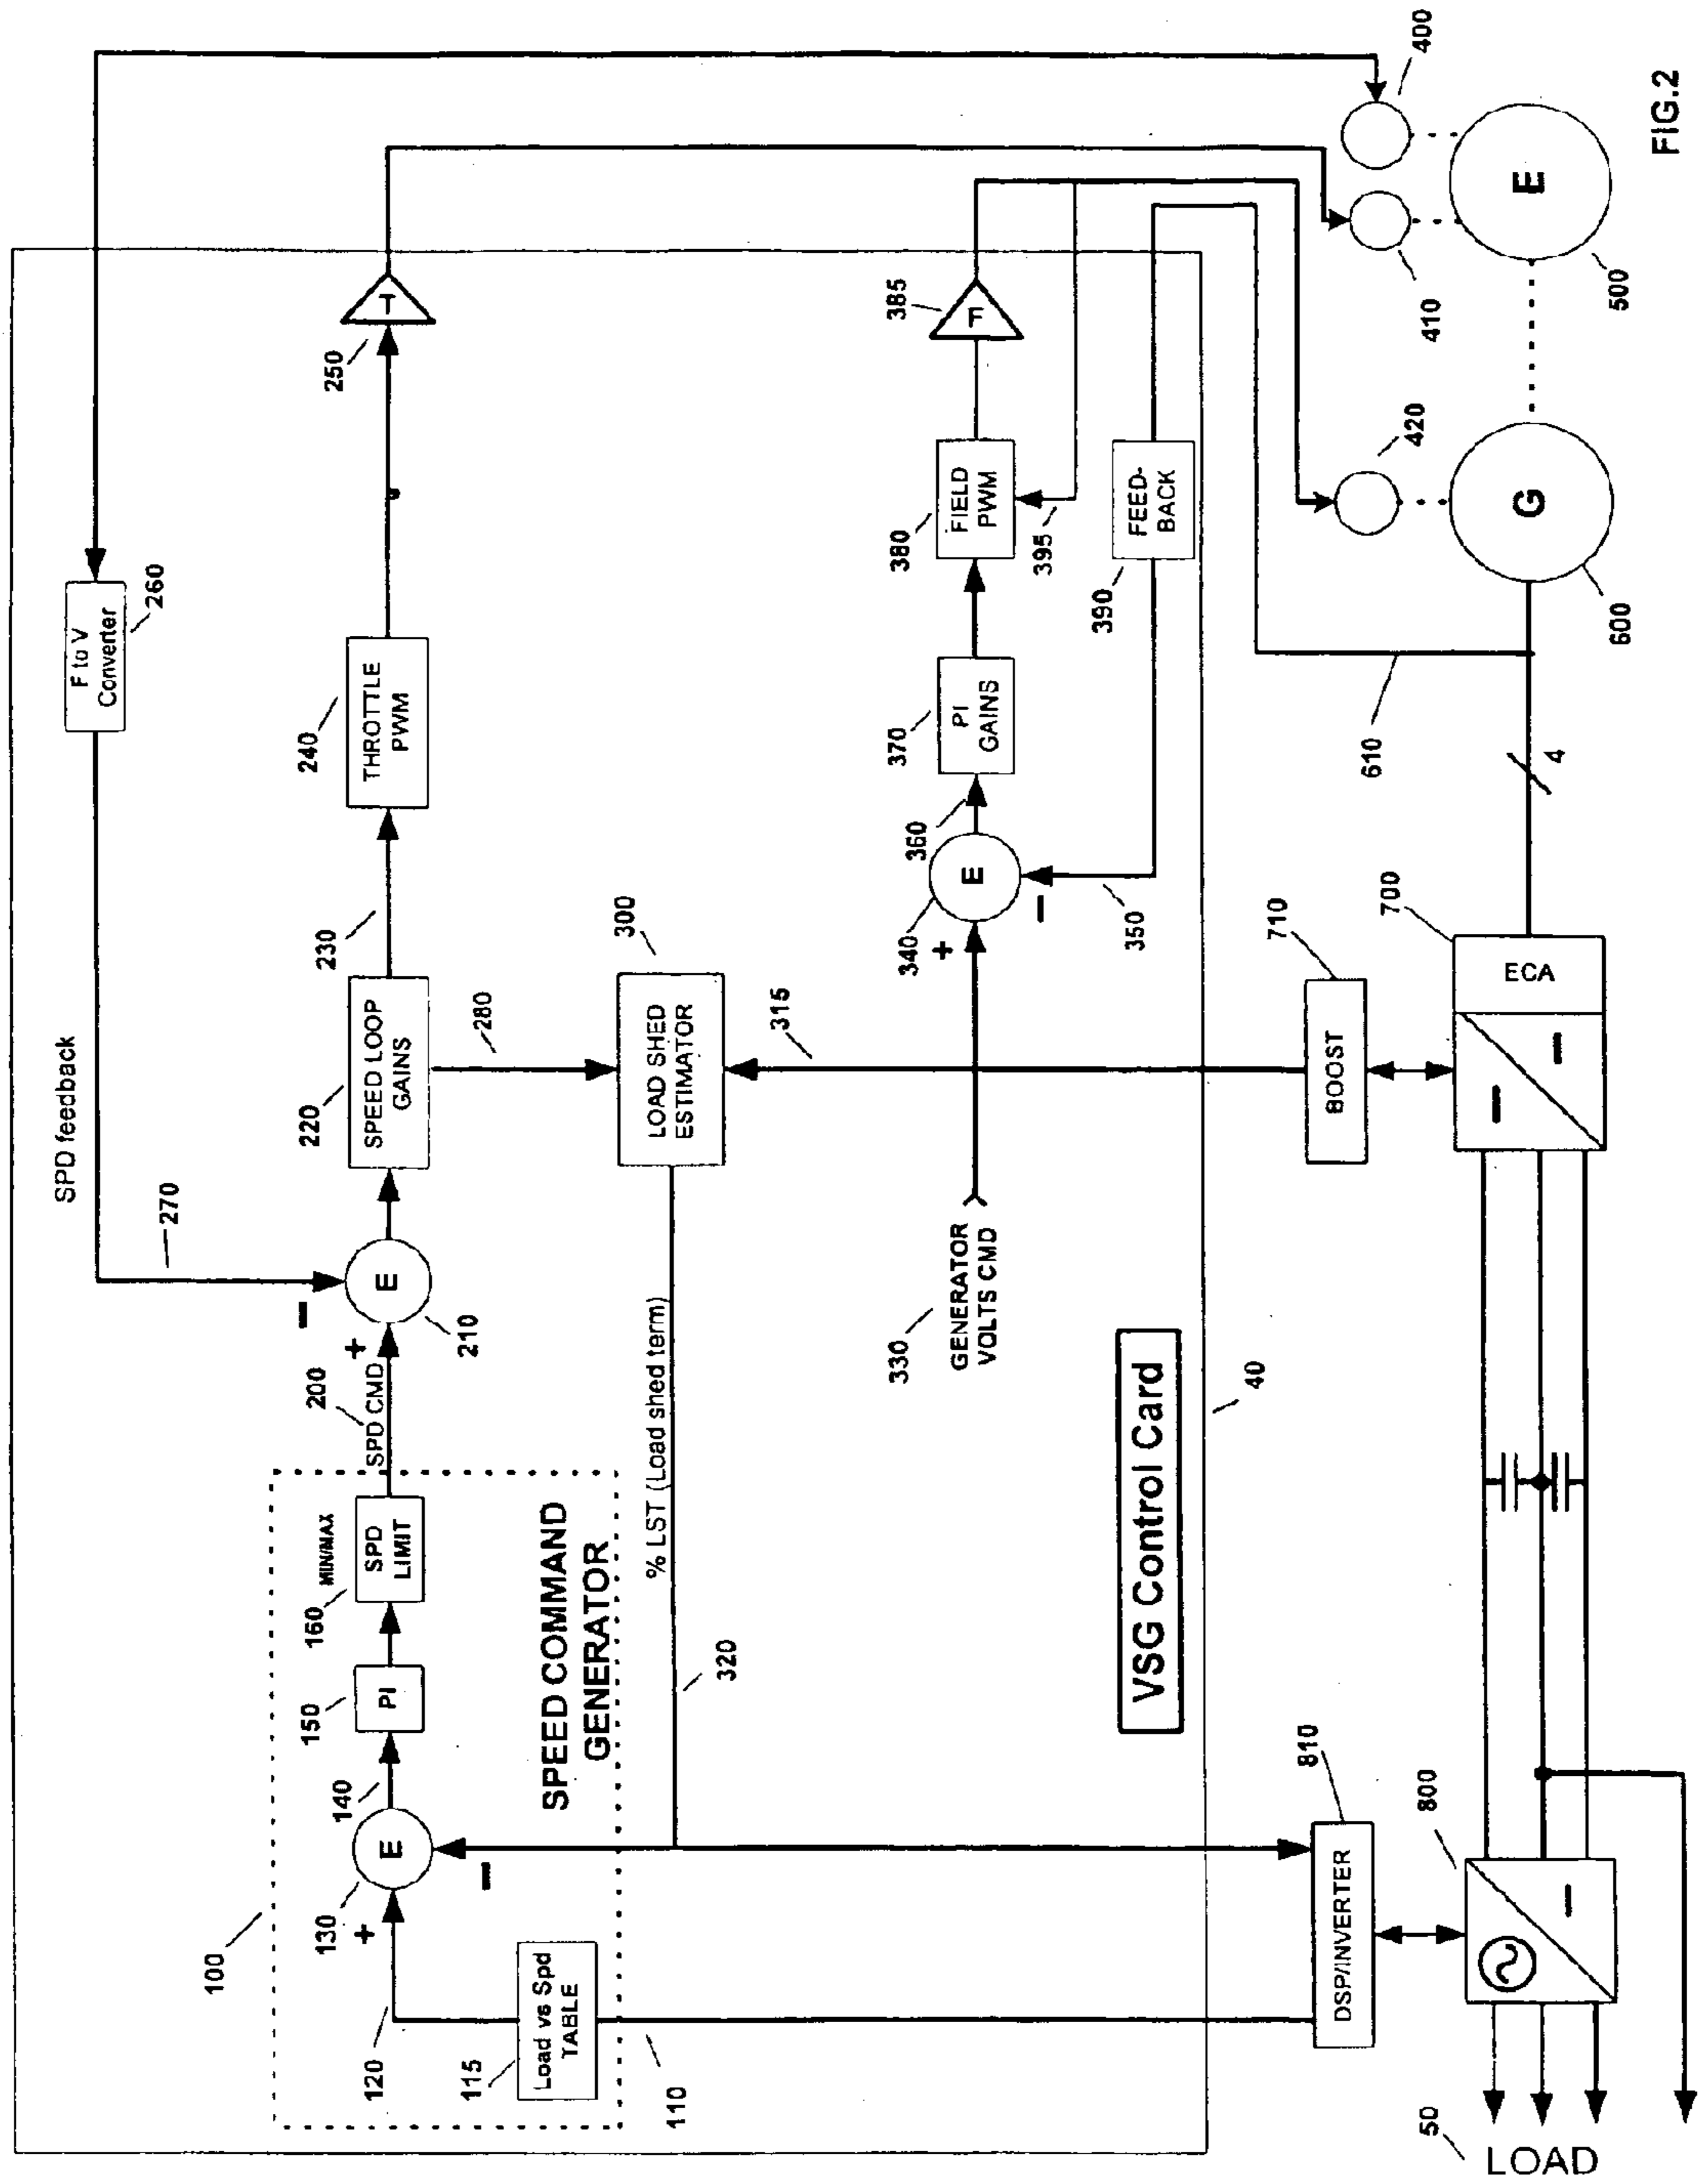 SPD feedback
270
F to V
Converter
260
100
SPEED COMMAND
GENERATOR
110
115
Load vs Spd
TABLE
120
130
+
E
−
140
150
PI
160
MIN/MAX
SPD
LIMIT
200
SPD CMD
+
−
E
210
220
SPEED LOOP
GAINS
230
240
THROTTLE
PWM
250
T
280
300
LOAD SHED
ESTIMATOR
315
320
% LST (Load shed term)
330
GENERATOR
VOLTS CMD
340
+
E
−
350
360
370
PI
GAINS
380
FIELD
PWM
385
F
390
FEED-
BACK
395
VSG Control Card
40
810
DSP/INVERTER
710
BOOST
800
700
ECA
610
4
420
G
600
410
400
E
500
50
LOAD
FIG.2